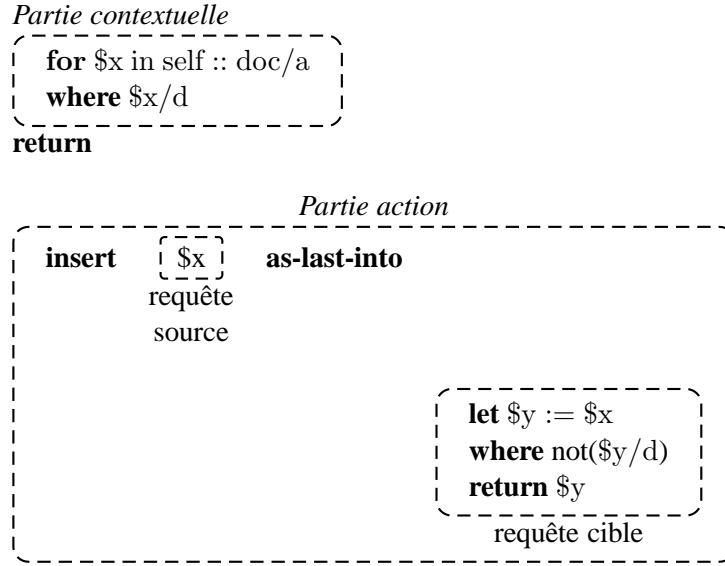 Partie contextuelle
for $x in self :: doc/a
where $x/d
return
Partie action
insert $x as-last-into
requête
source
let $y := $x
where not($y/d)
return $y
requête cible